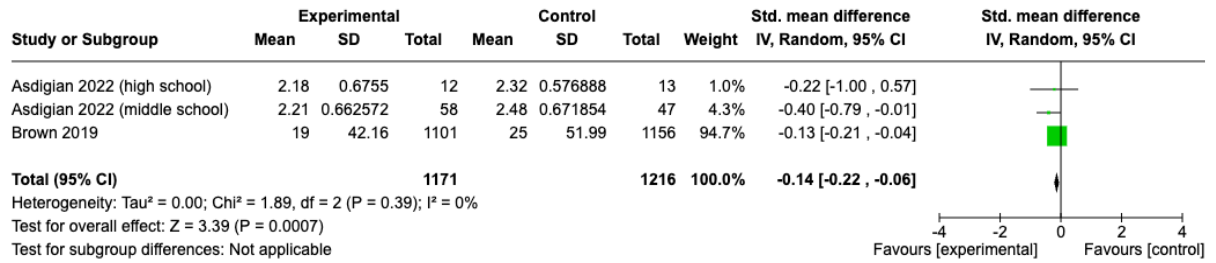 Experimental Control Std. mean difference Std. mean difference
Study or Subgroup Mean SD Total Mean SD Total Weight IV, Random, 95% CI IV, Random, 95% CI
Asdigian 2022 (high school) 2.18 0.6755 12 2.32 0.576888 13 1.0% -0.22 [-1.00 , 0.57]
Asdigian 2022 (middle school) 2.21 0.662572 58 2.48 0.671854 47 4.3% -0.40 [-0.79 , -0.01]
Brown 2019 19 42.16 1101 25 51.99 1156 94.7% -0.13 [-0.21 , -0.04]
Total (95% CI) 1171 1216 100.0% -0.14 [-0.22 , -0.06]
Heterogeneity: Tau² = 0.00; Chi² = 1.89, df = 2 (P = 0.39); I² = 0%
Test for overall effect: Z = 3.39 (P = 0.0007)
Test for subgroup differences: Not applicable
-4 -2 0 2 4
Favours [experimental] Favours [control]